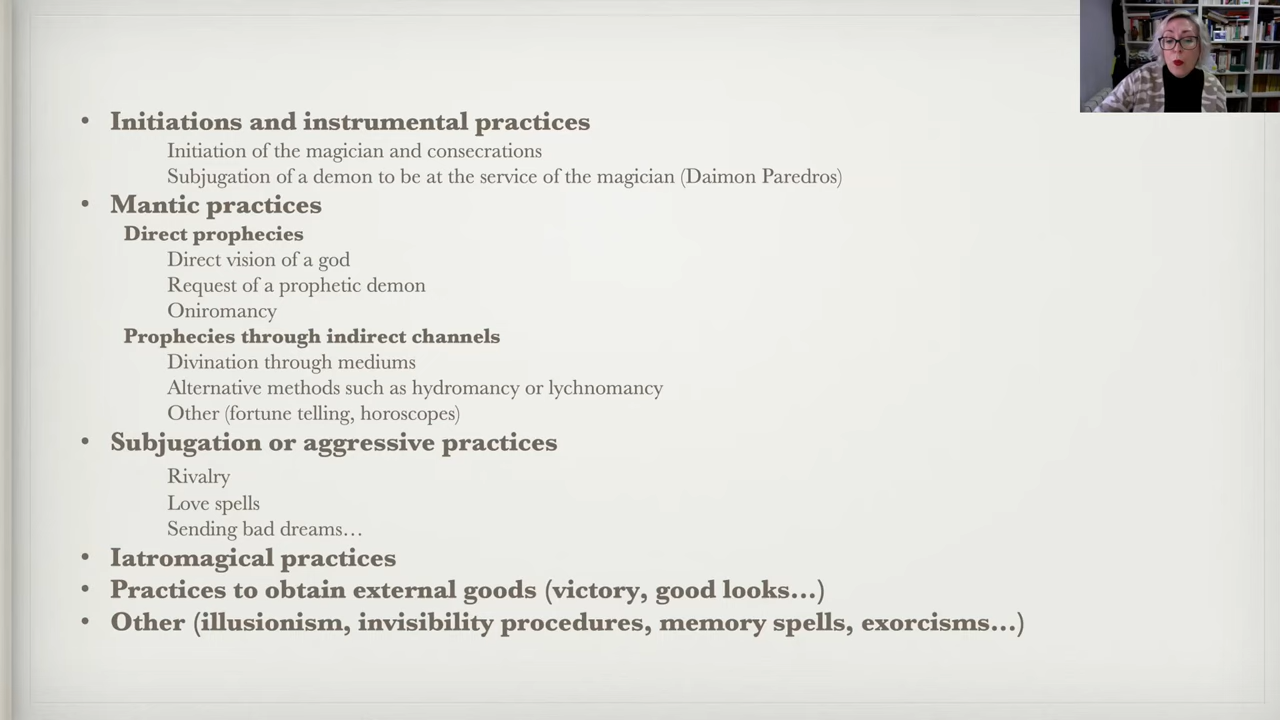 • Initiations and instrumental practices
Initiation of the magician and consecrations
Subjugation of a demon to be at the service of the magician (Daimon Paredros)
• Mantic practices
Direct prophecies
Direct vision of a god
Request of a prophetic demon
Oniromancy
Prophecies through indirect channels
Divination through mediums
Alternative methods such as hydromancy or lychnomancy
Other (fortune telling, horoscopes)
• Subjugation or aggressive practices
Rivalry
Love spells
Sending bad dreams…
• Iatromagical practices
• Practices to obtain external goods (victory, good looks…)
• Other (illusionism, invisibility procedures, memory spells, exorcisms…)